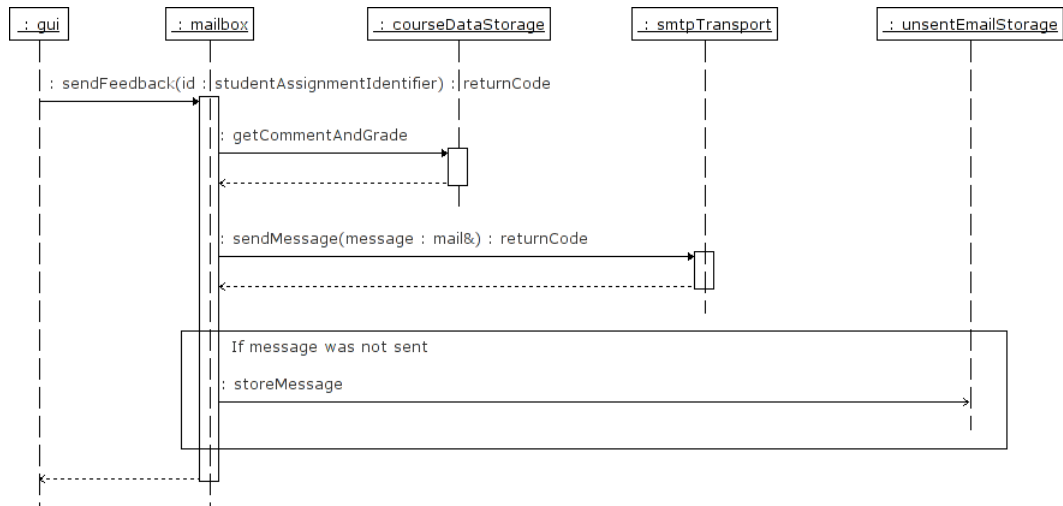 : gui
: mailbox
: courseDataStorage
: smtpTransport
: unsentEmailStorage
: sendFeedback(id : studentAssignmentIdentifier) : returnCode
: getCommentAndGrade
: sendMessage(message : mail&) : returnCode
If message was not sent
: storeMessage